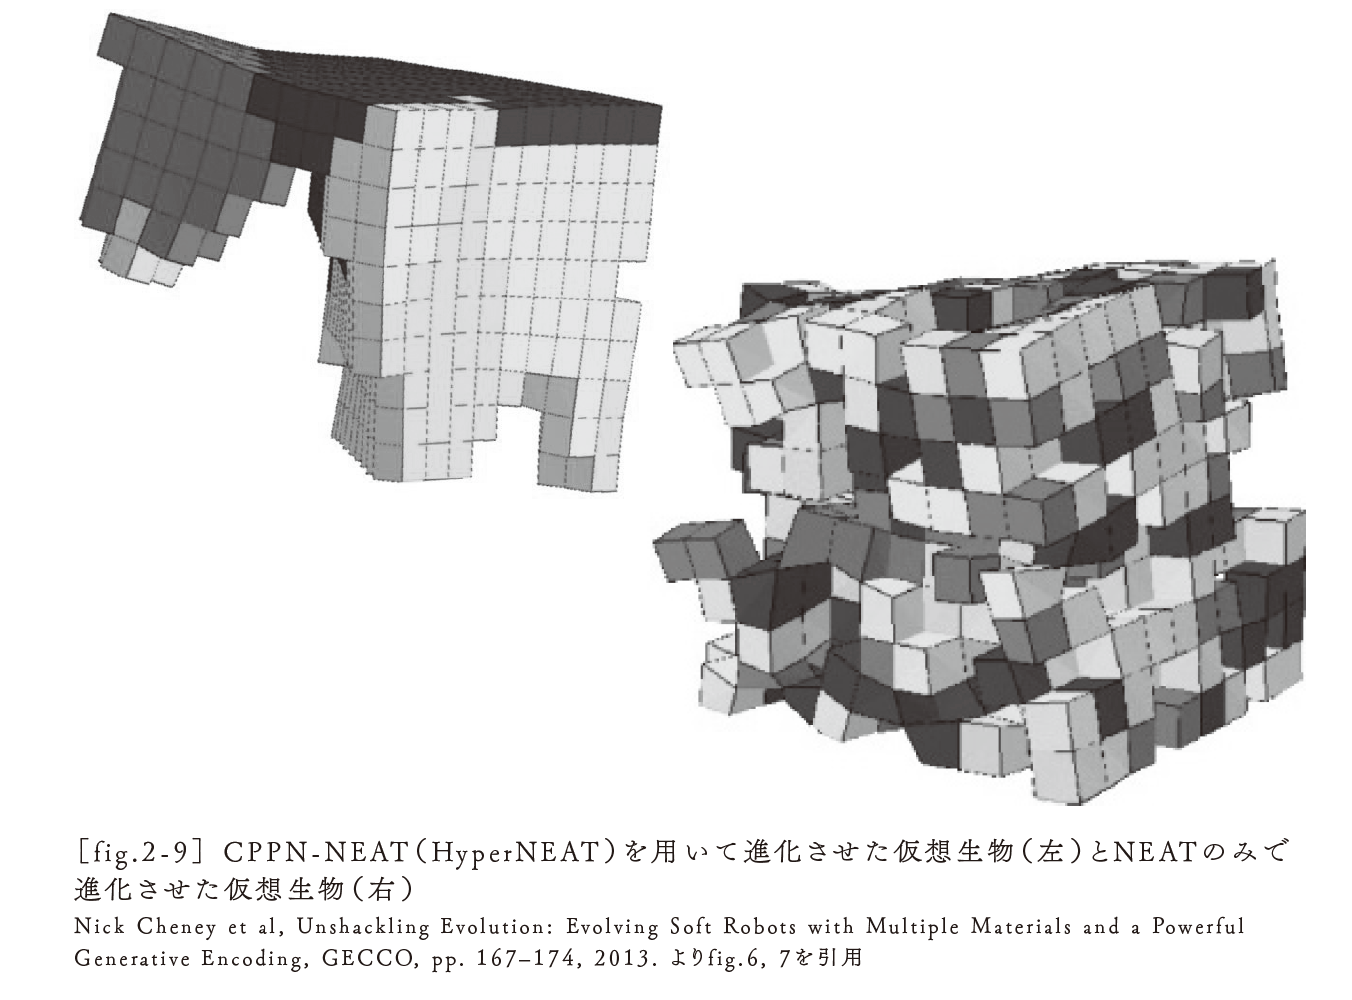 ［fig.2-9］ CPPN-NEAT（HyperNEAT）を用いて進化させた仮想生物（左）とNEATのみで
進化させた仮想生物（右）
Nick Cheney et al, Unshackling Evolution: Evolving Soft Robots with Multiple Materials and a Powerful
Generative Encoding, GECCO, pp. 167–174, 2013. よりfig.6, 7を引用